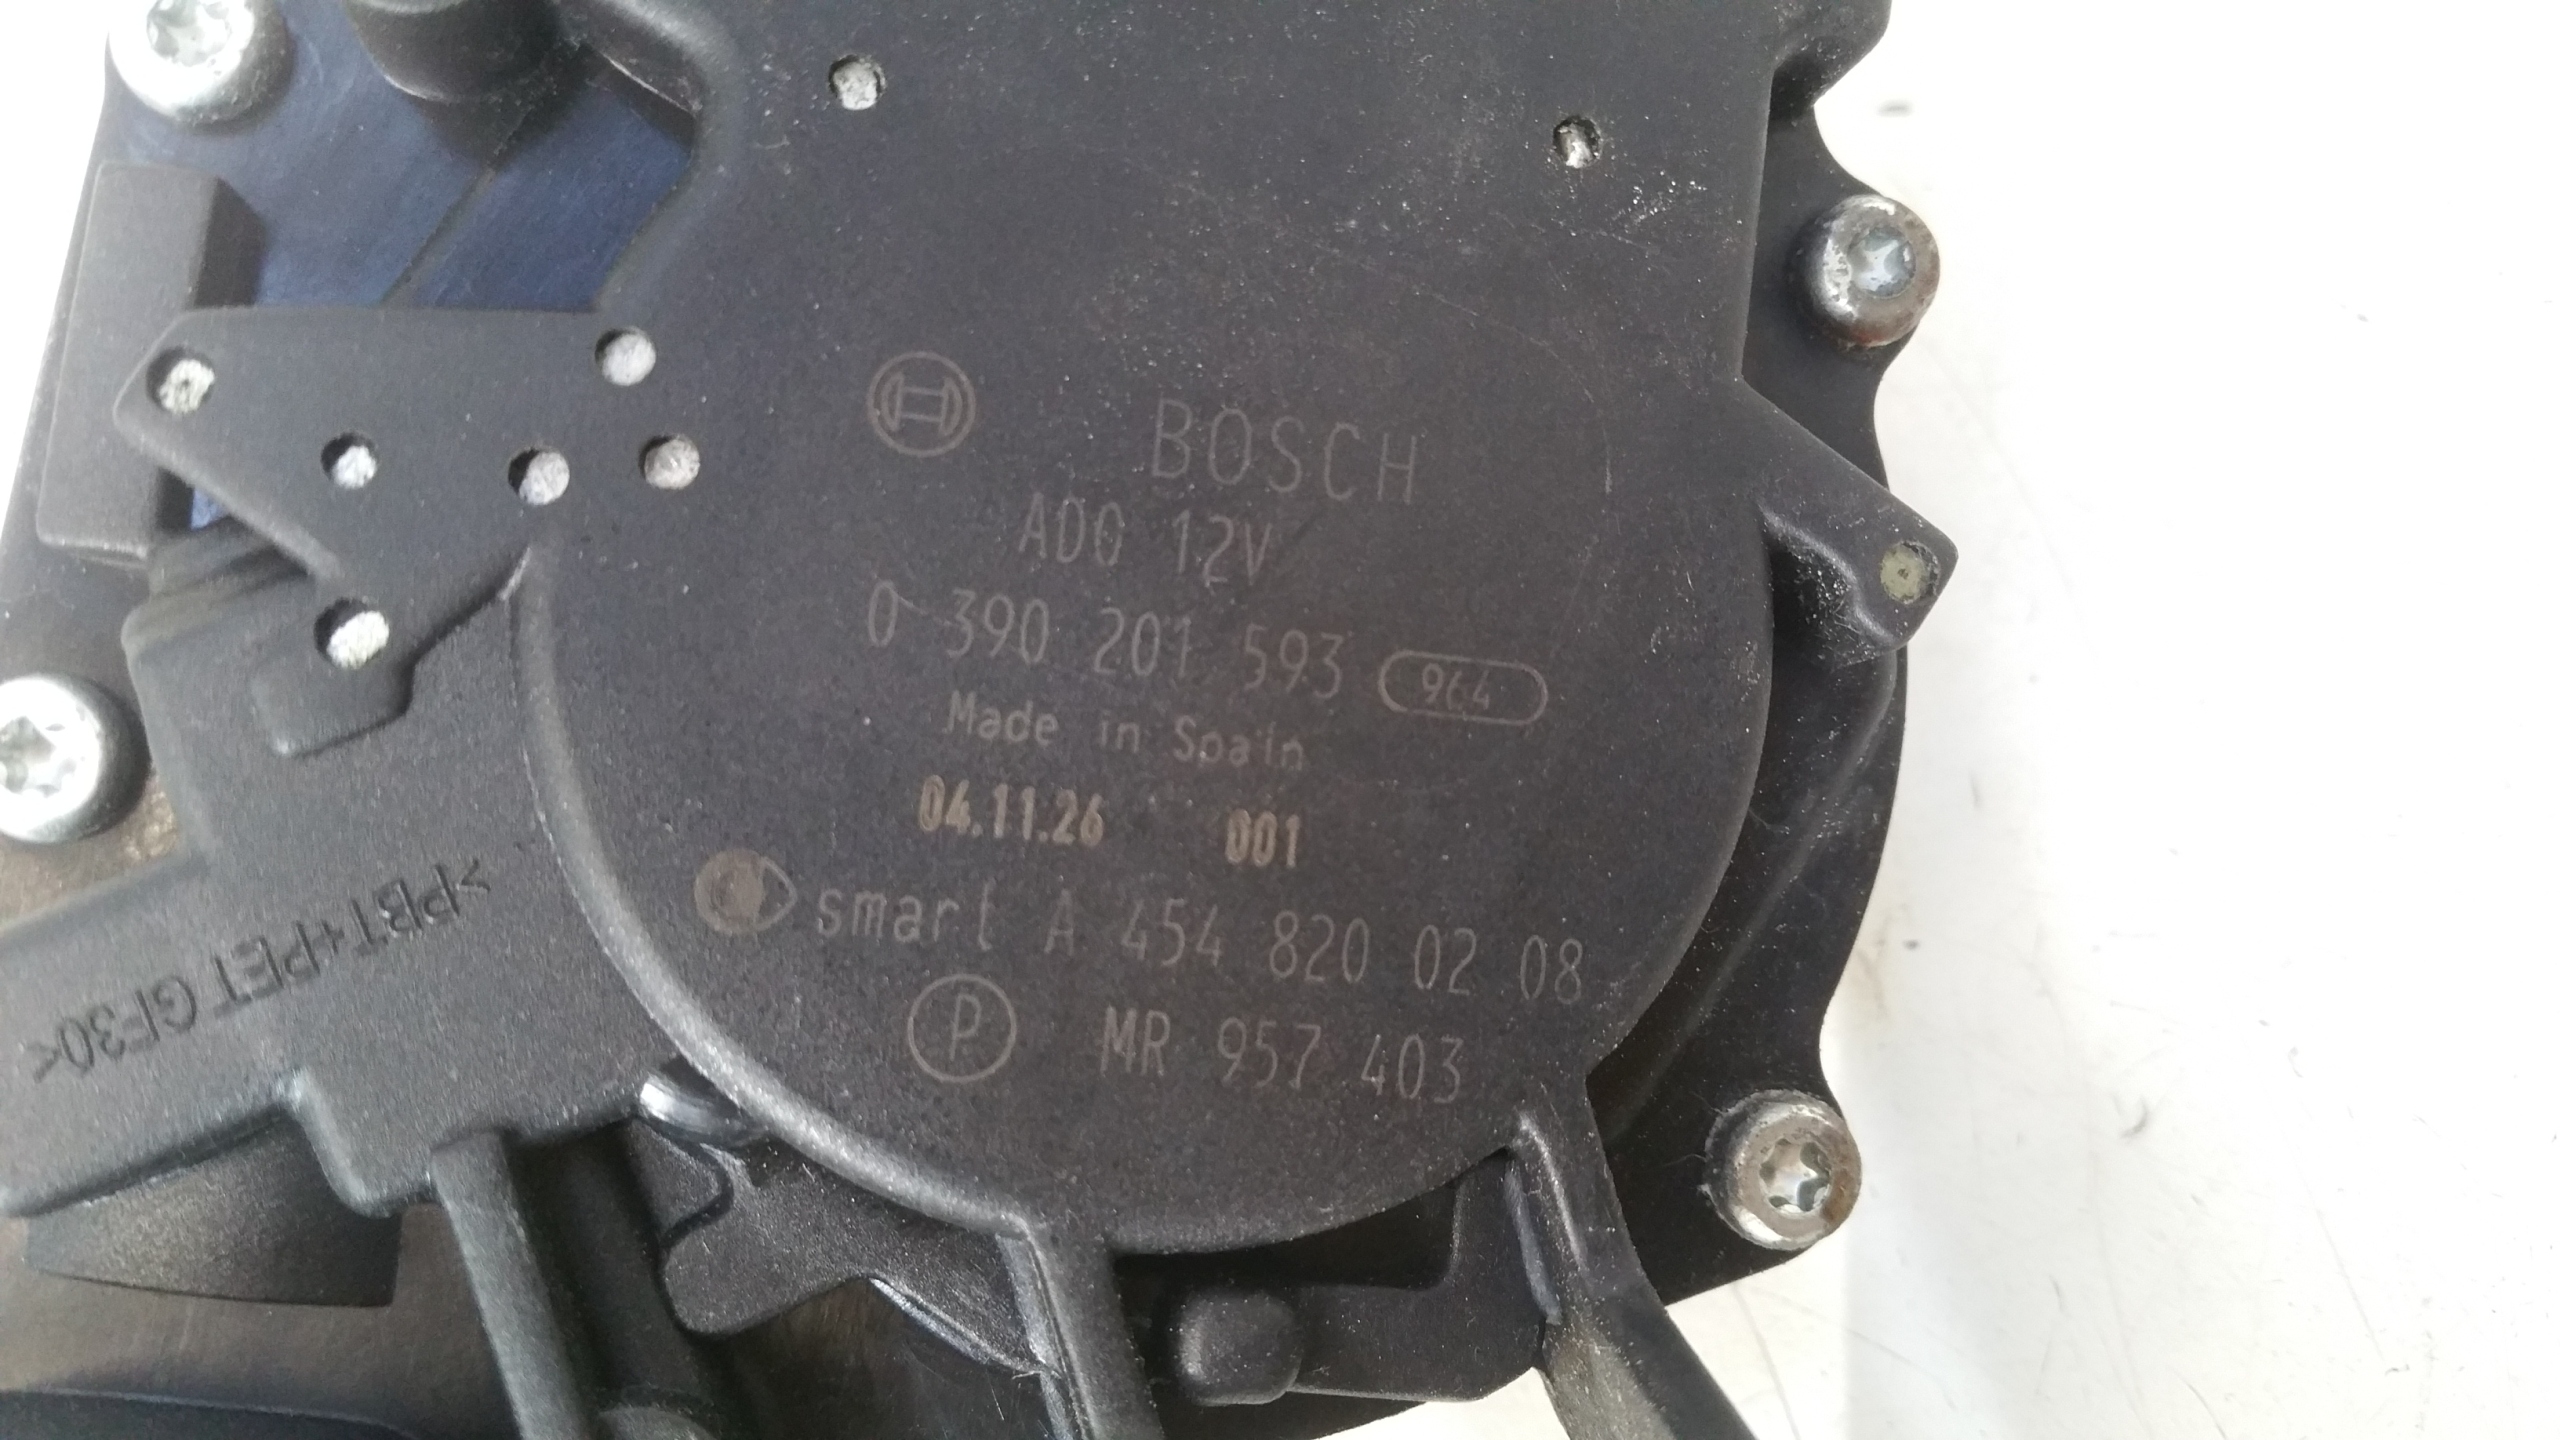 BOSCH
ADO 12V
0 390 201 593 964
Made in Spain
04.11.26 001
smart A 454 820 02 08
P MR 957 403
>PBT+PET GF30<